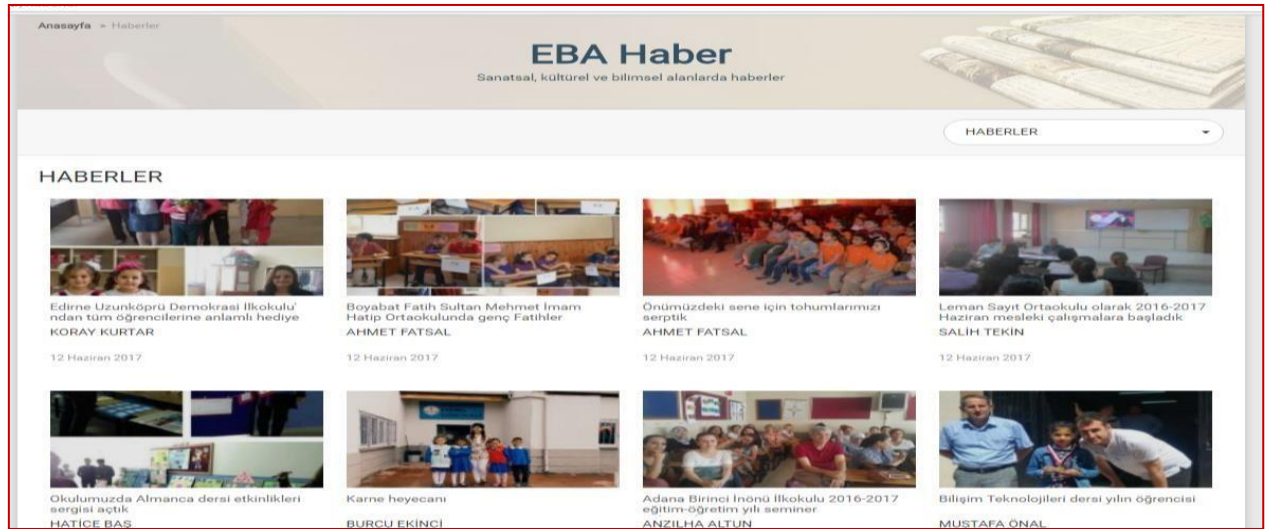 Anasayfa » Haberler
EBA Haber
Sanatsal, kültürel ve bilimsel alanlarda haberler
HABERLER
HABERLER
Edirne Uzunköprü Demokrasi İlkokulu'
ndan tüm öğrencilerine anlamlı hediye
KORAY KURTAR
12 Haziran 2017
Boyabat Fatih Sultan Mehmet İmam
Hatip Ortaokulunda genç Fatihler
AHMET FATSAL
12 Haziran 2017
Önümüzdeki sene için tohumlarımızı
serptik
AHMET FATSAL
12 Haziran 2017
Leman Sayıt Ortaokulu olarak 2016-2017
Haziran mesleki çalışmalara başladık
SALİH TEKİN
12 Haziran 2017
Okulumuzda Almanca dersi etkinlikleri
sergisi açtık
HATİCE BAŞ
Karne heyecanı
BURCU EKİNCİ
Adana Birinci İnönü İlkokulu 2016-2017
eğitim-öğretim yılı seminer
ANZILHA ALTUN
Bilişim Teknolojileri dersi yılın öğrencisi
MUSTAFA ÖNAL